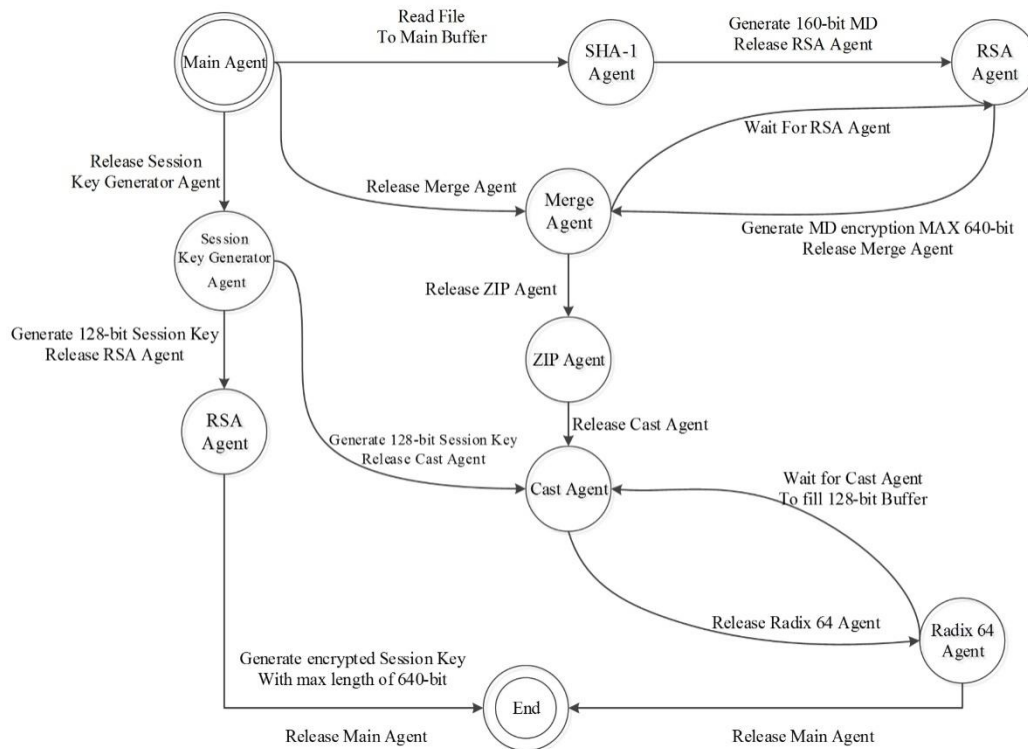 Read File
To Main Buffer
Generate 160-bit MD
Release RSA Agent
Main Agent
SHA-1
Agent
RSA
Agent
Wait For RSA Agent
Release Session
Key Generator Agent
Release Merge Agent
Merge
Agent
Generate MD encryption MAX 640-bit
Release Merge Agent
Session
Key Generator
Agent
Release ZIP Agent
Generate 128-bit Session Key
Release RSA Agent
ZIP Agent
RSA
Agent
Release Cast Agent
Generate 128-bit Session Key
Release Cast Agent
Cast Agent
Wait for Cast Agent
To fill 128-bit Buffer
Release Radix 64 Agent
Radix 64
Agent
Generate encrypted Session Key
With max length of 640-bit
End
Release Main Agent
Release Main Agent